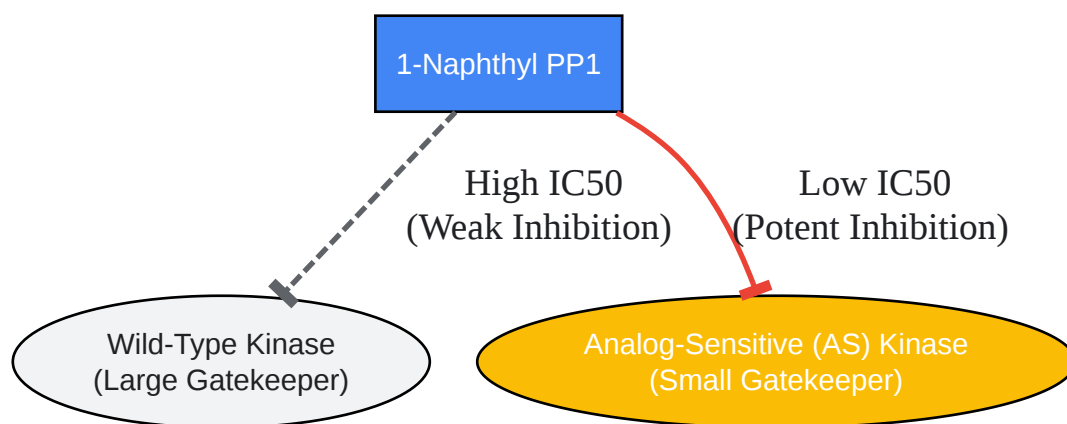 1-Naphthyl PP1
High IC50
(Weak Inhibition)
Low IC50
(Potent Inhibition)
Wild-Type Kinase
(Large Gatekeeper)
Analog-Sensitive (AS) Kinase
(Small Gatekeeper)